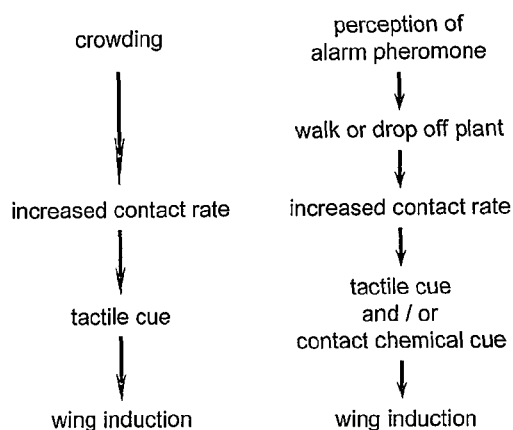 crowding
increased contact rate
tactile cue
wing induction
perception of
alarm pheromone
walk or drop off plant
increased contact rate
tactile cue
and / or
contact chemical cue
wing induction